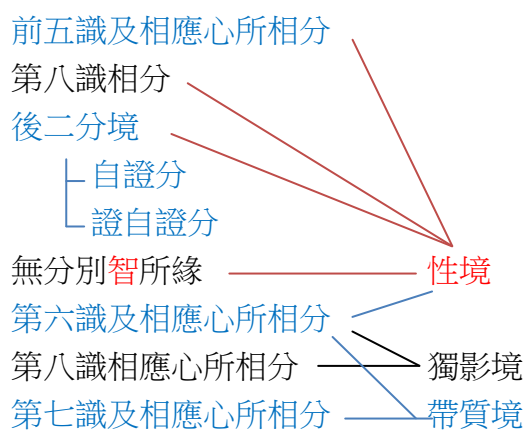 前五識及相應心所相分
第八識相分
後二分境
自證分
證自證分
無分別智所緣 性境
第六識及相應心所相分
第八識相應心所相分 獨影境
第七識及相應心所相分 帶質境